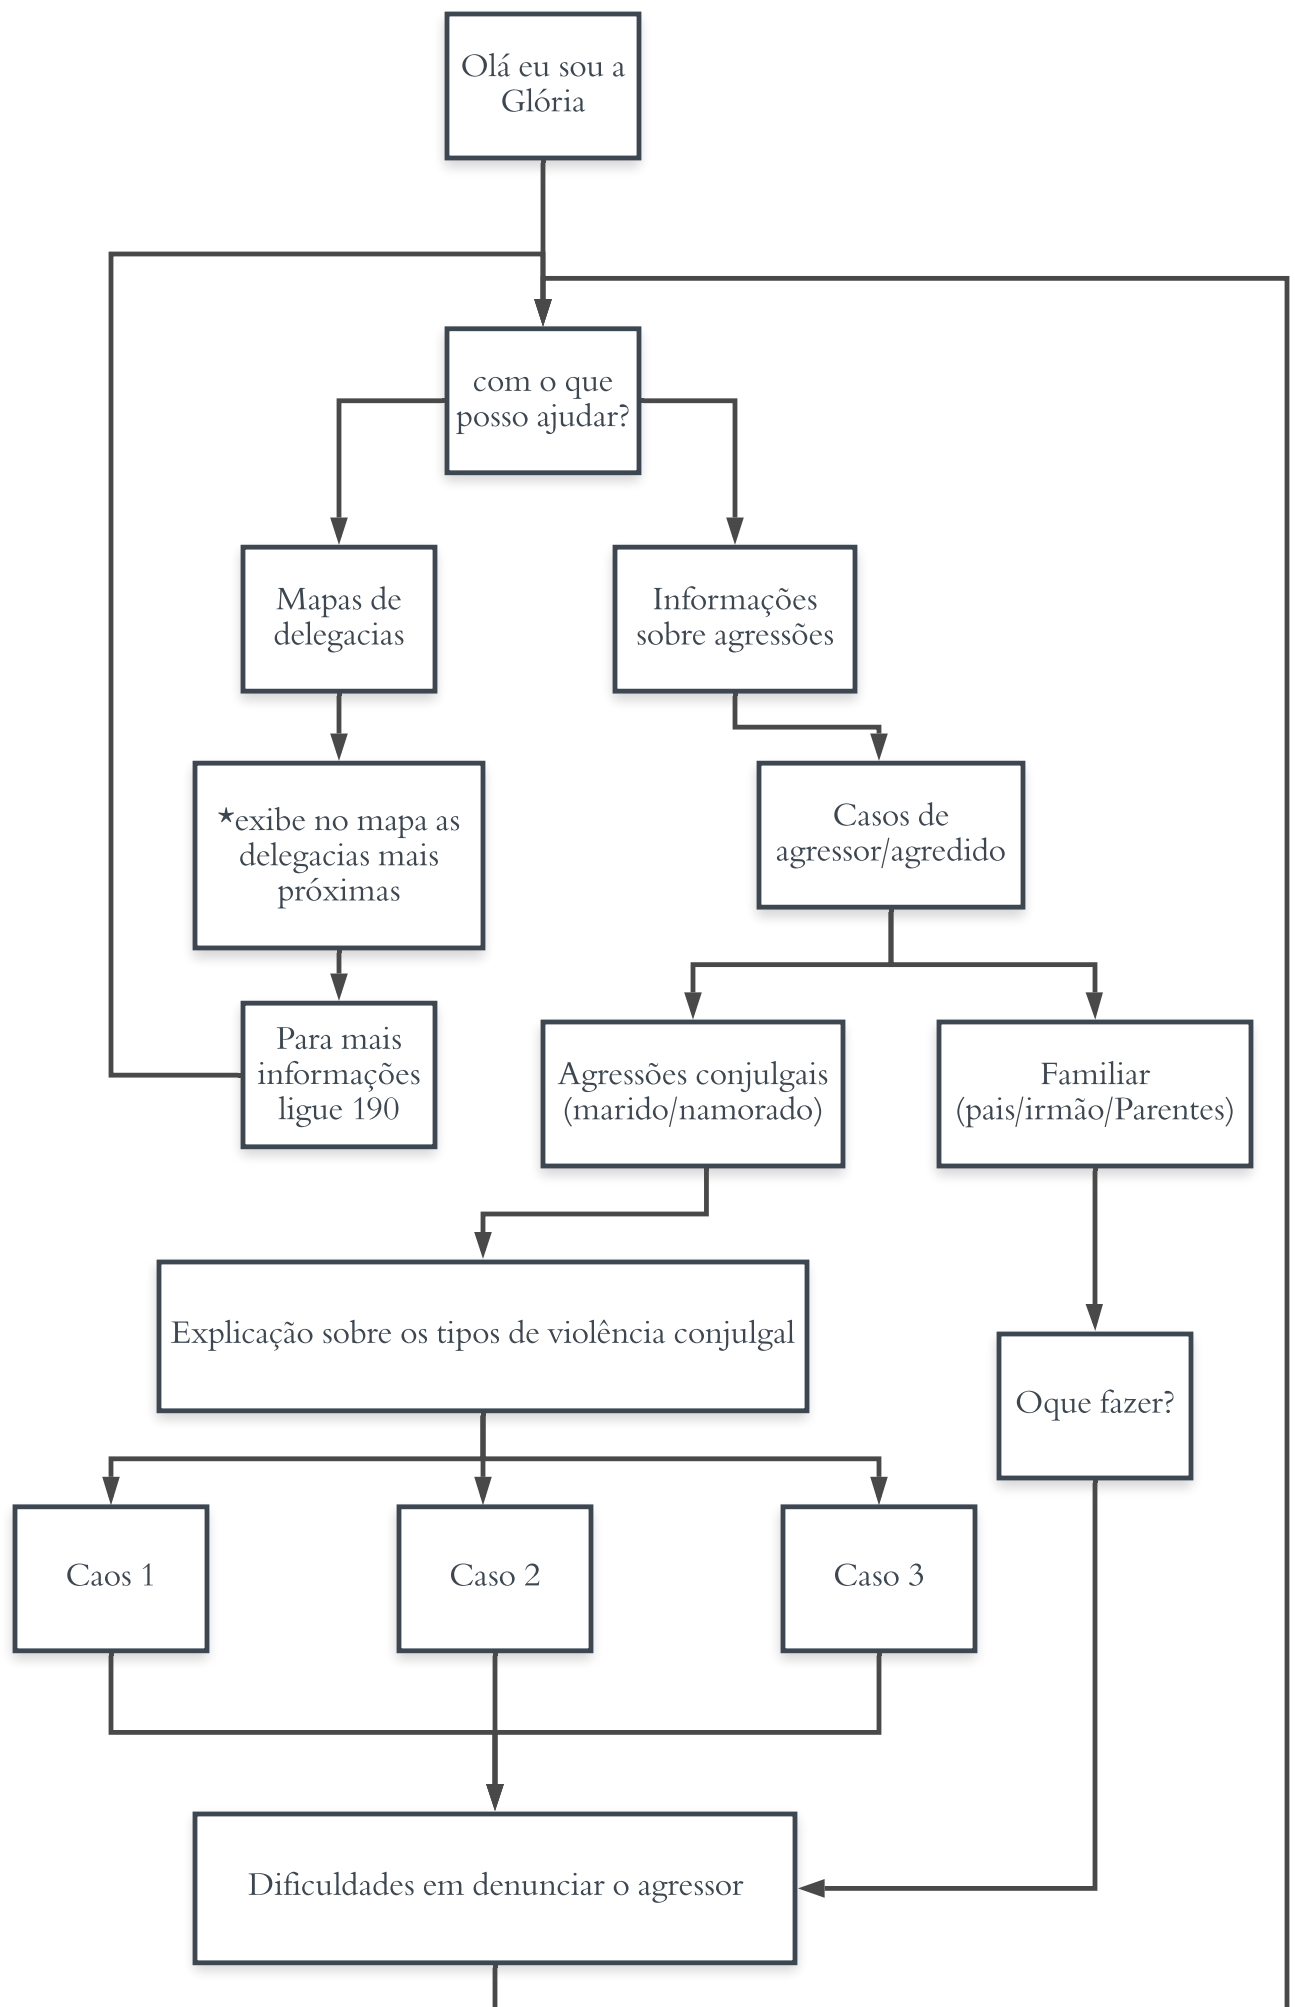 Olá eu sou a
Glória
com o que
posso ajudar?
Mapas de
delegacias
Informações
sobre agressões
*exibe no mapa as
delegacias mais
próximas
Casos de
agressor/agredido
Para mais
informações
ligue 190
Agressões conjulgais
(marido/namorado)
Familiar
(pais/irmão/Parentes)
Explicação sobre os tipos de violência conjulgal
Oque fazer?
Caos 1
Caso 2
Caso 3
Dificuldades em denunciar o agressor